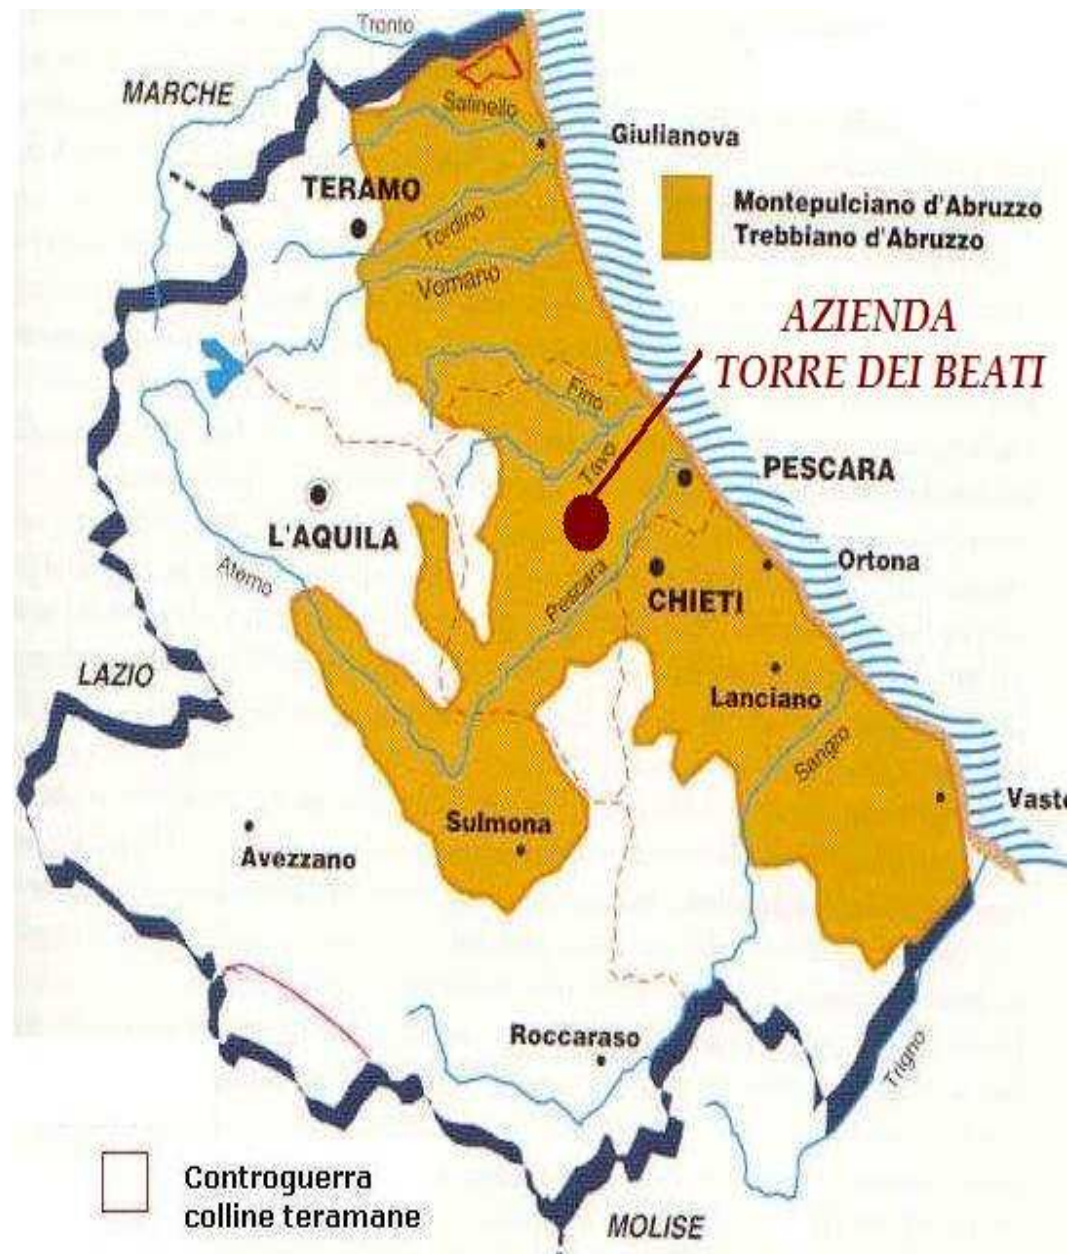 Tronto
MARCHE
Salinello
Giulianova
TERAMO
Montepulciano d'Abruzzo
Trebbiano d'Abruzzo
Tordino
Vomano
AZIENDA
TORRE DEI BEATI
Fino
Tavo
PESCARA
L'AQUILA
Ortona
Aterno
Pescara
CHIETI
LAZIO
Lanciano
Sangro
Sulmona
Vasto
Avezzano
Roccaraso
Trigno
Controguerra
colline teramane
MOLISE